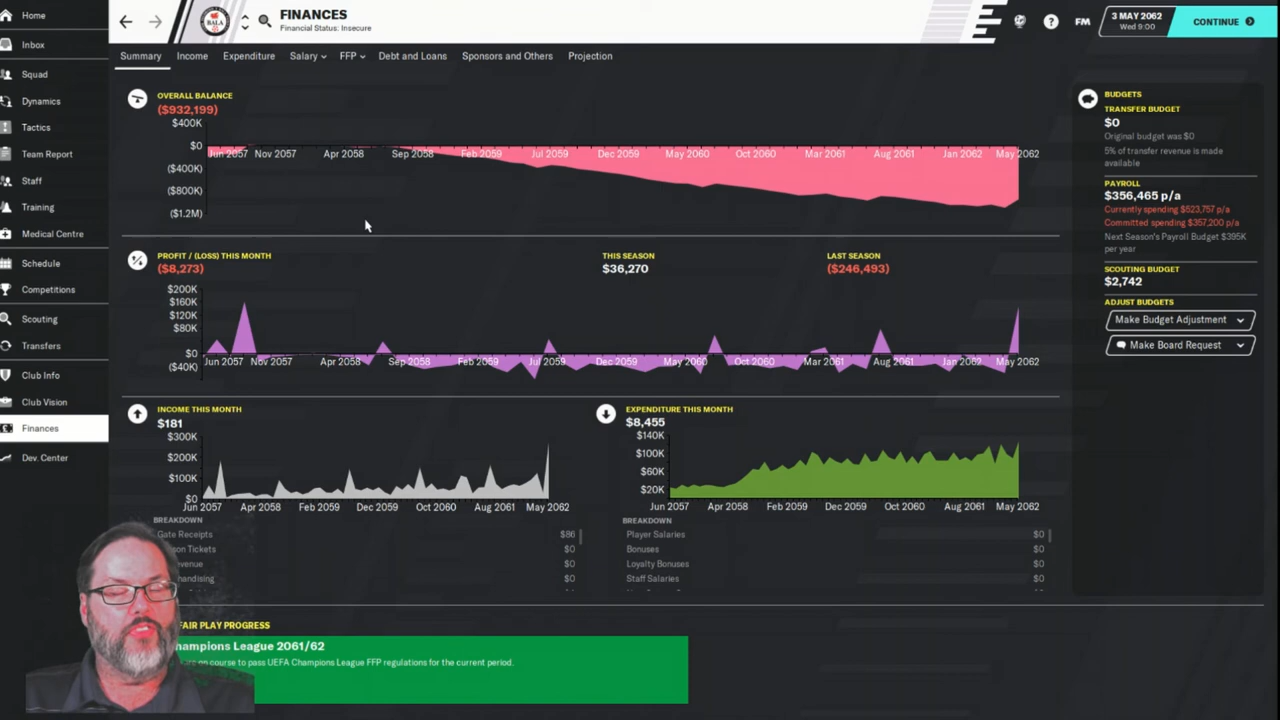 Home
Inbox
Squad
Dynamics
Tactics
Team Report
Staff
Training
Medical Centre
Schedule
Competitions
Scouting
Transfers
Club Info
Club Vision
Finances
Dev. Center
BALA
FINANCES
Financial Status: Insecure
FM
3 MAY 2062
Wed 9:00
CONTINUE
Summary Income Expenditure Salary FFP Debt and Loans Sponsors and Others Projection
OVERALL BALANCE
($932,199)
$400K
$0
($400K)
($800K)
($1.2M)
Jun 2057 Nov 2057 Apr 2058 Sep 2058 Feb 2059 Jul 2059 Dec 2059 May 2060 Oct 2060 Mar 2061 Aug 2061 Jan 2062 May 2062
PROFIT / (LOSS) THIS MONTH
($8,273)
THIS SEASON
$36,270
LAST SEASON
($246,493)
$200K
$160K
$120K
$80K
$0
($40K)
Jun 2057 Nov 2057 Apr 2058 Sep 2058 Feb 2059 Jul 2059 Dec 2059 May 2060 Oct 2060 Mar 2061 Aug 2061 Jan 2062 May 2062
INCOME THIS MONTH
$181
$300K
$200K
$100K
$0
Jun 2057 Apr 2058 Feb 2059 Dec 2059 Oct 2060 Aug 2061 May 2062
BREAKDOWN
Gate Receipts $86
son Tickets $0
venue $0
handising $0
EXPENDITURE THIS MONTH
$8,455
$140K
$100K
$60K
$20K
Jun 2057 Apr 2058 Feb 2059 Dec 2059 Oct 2060 Aug 2061 May 2062
BREAKDOWN
Player Salaries $0
Bonuses $0
Loyalty Bonuses $0
Staff Salaries $0
FAIR PLAY PROGRESS
hampions League 2061/62
on course to pass UEFA Champions League FFP regulations for the current period.
BUDGETS
TRANSFER BUDGET
$0
Original budget was $0
5% of transfer revenue is made
available
PAYROLL
$356,465 p/a
Currently spending $523,757 p/a
Committed spending $357,200 p/a
Next Season's Payroll Budget $395K
per year
SCOUTING BUDGET
$2,742
ADJUST BUDGETS
Make Budget Adjustment
Make Board Request